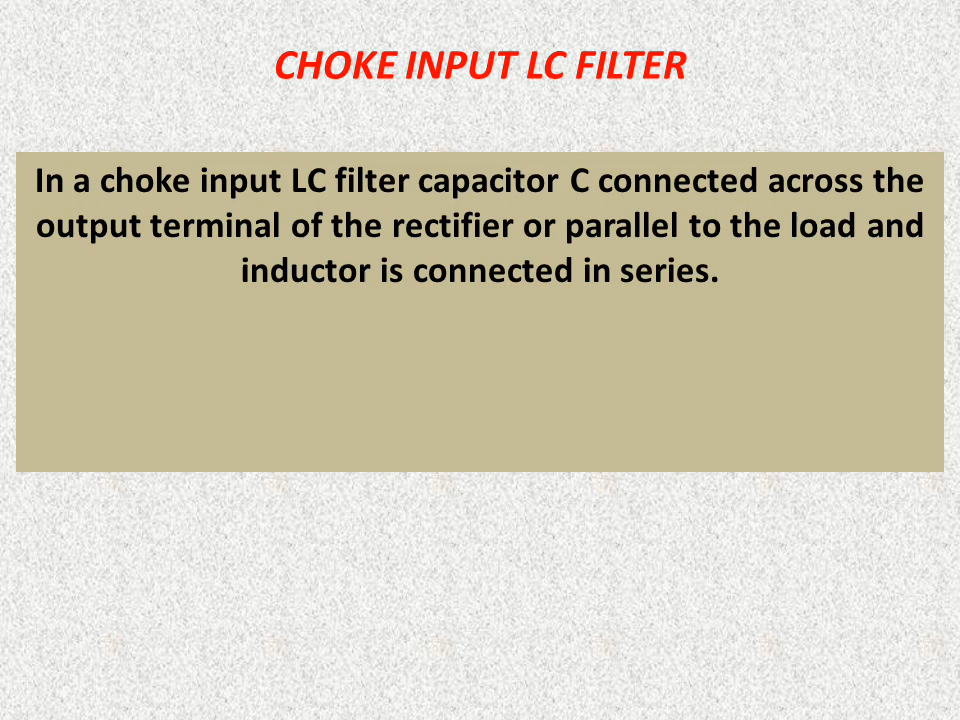 CHOKE INPUT LC FILTER
In a choke input LC filter capacitor C connected across the
output terminal of the rectifier or parallel to the load and
inductor is connected in series.